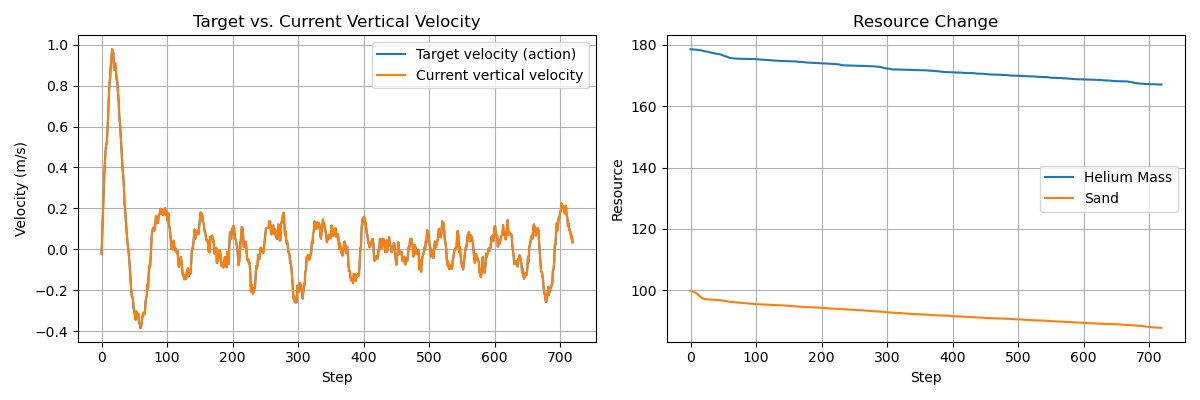 Target vs. Current Vertical Velocity
Target velocity (action)
Current vertical velocity
Velocity (m/s)
1.0
0.8
0.6
0.4
0.2
0.0
−0.2
−0.4
0 100 200 300 400 500 600 700
Step
Resource Change
Helium Mass
Sand
Resource
180
160
140
120
100
0 100 200 300 400 500 600 700
Step